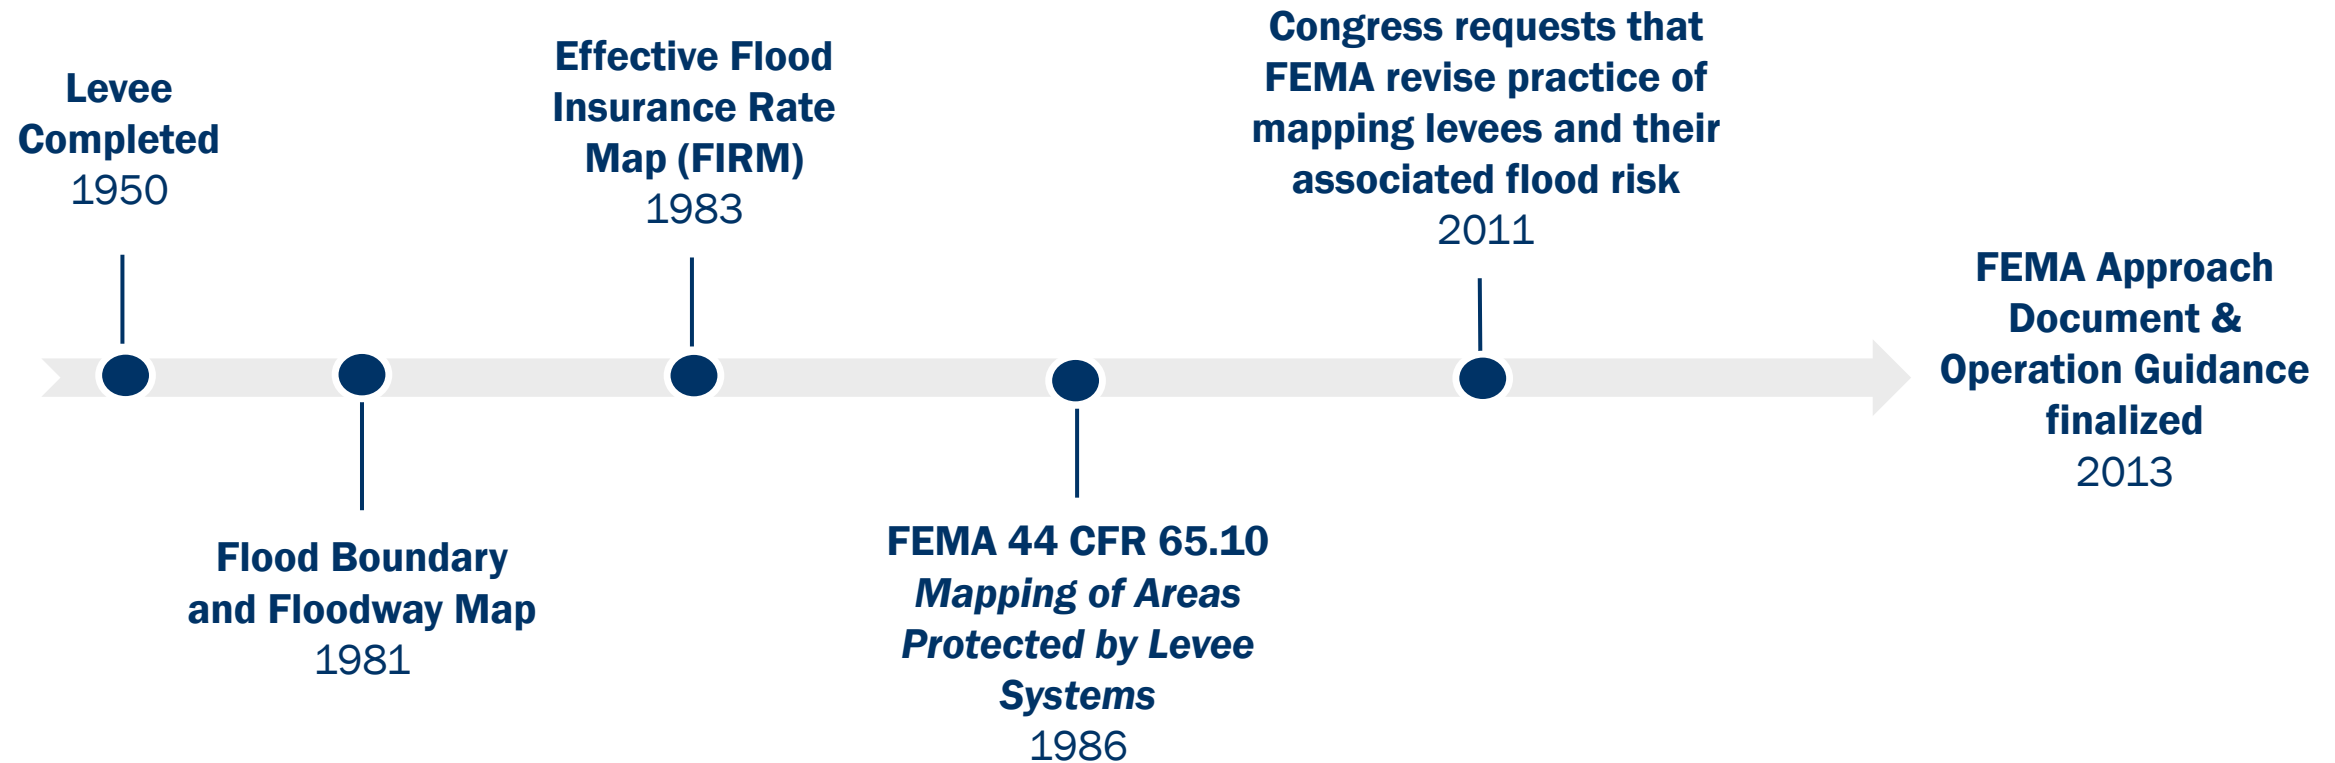 Levee
Completed
1950
Flood Boundary
and Floodway Map
1981
Effective Flood
Insurance Rate
Map (FIRM)
1983
FEMA 44 CFR 65.10
Mapping of Areas
Protected by Levee
Systems
1986
Congress requests that
FEMA revise practice of
mapping levees and their
associated flood risk
2011
FEMA Approach
Document &
Operation Guidance
finalized
2013